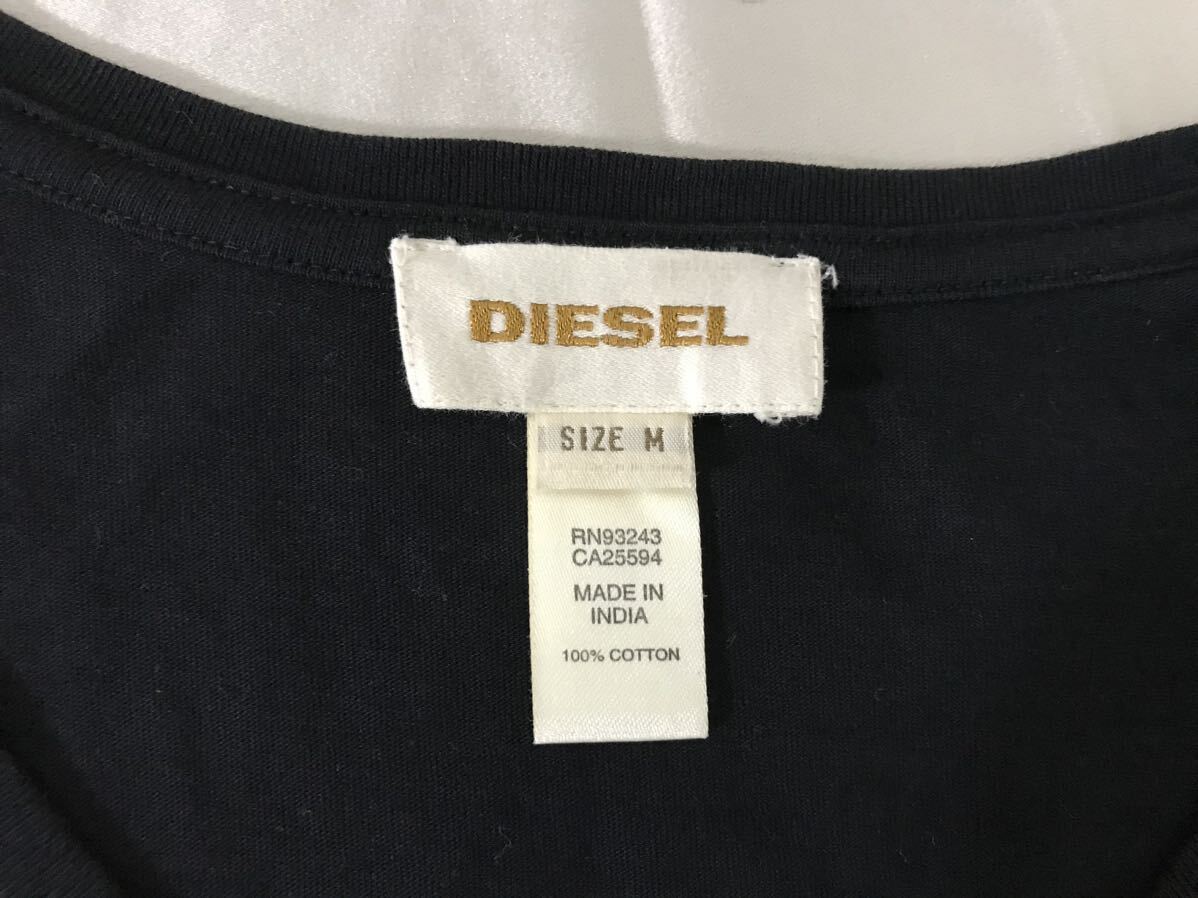 DIESEL
SIZE M
RN93243
CA25594
MADE IN
INDIA
100% COTTON